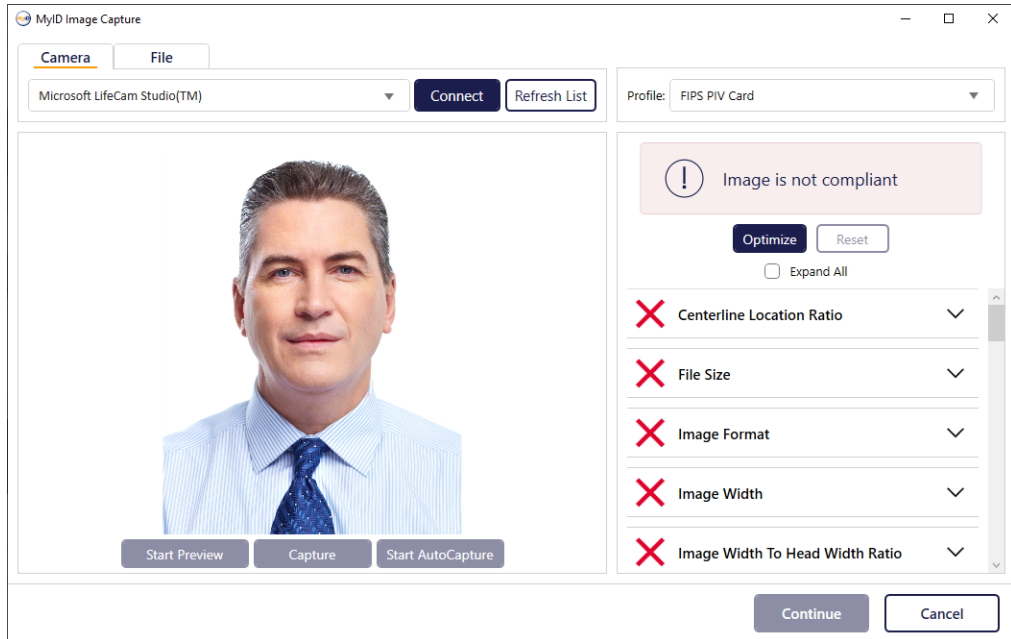 MyID Image Capture
Camera File
Microsoft LifeCam Studio(TM) Connect Refresh List Profile: FIPS PIV Card
Image is not compliant
Optimize Reset
Expand All
Centerline Location Ratio
File Size
Image Format
Image Width
Image Width To Head Width Ratio
Start Preview Capture Start AutoCapture
Continue Cancel